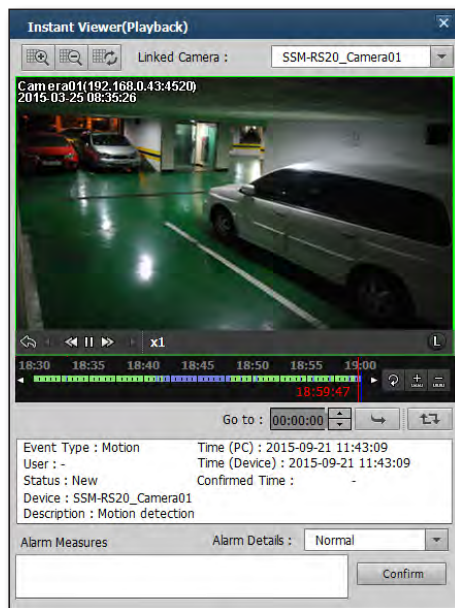 Instant Viewer(Playback)
Linked Camera : SSM-RS20_Camera01
Camera01(192.168.0.43:4520)
2015-03-25 08:35:26
x1 L
18:30 18:35 18:40 18:45 18:50 18:55 19:00
18:59:47
Go to : 00:00:00
Event Type : Motion Time (PC) : 2015-09-21 11:43:09
User : - Time (Device) : 2015-09-21 11:43:09
Status : New Confirmed Time : -
Device : SSM-RS20_Camera01
Description : Motion detection
Alarm Measures Alarm Details : Normal
Confirm